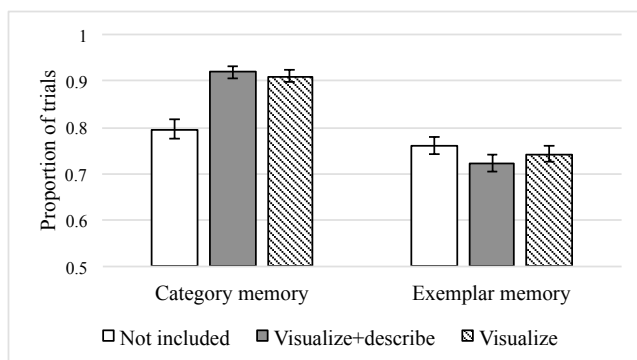 Proportion of trials
1
0.9
0.8
0.7
0.6
0.5
Category memory Exemplar memory
Not included Visualize+describe Visualize